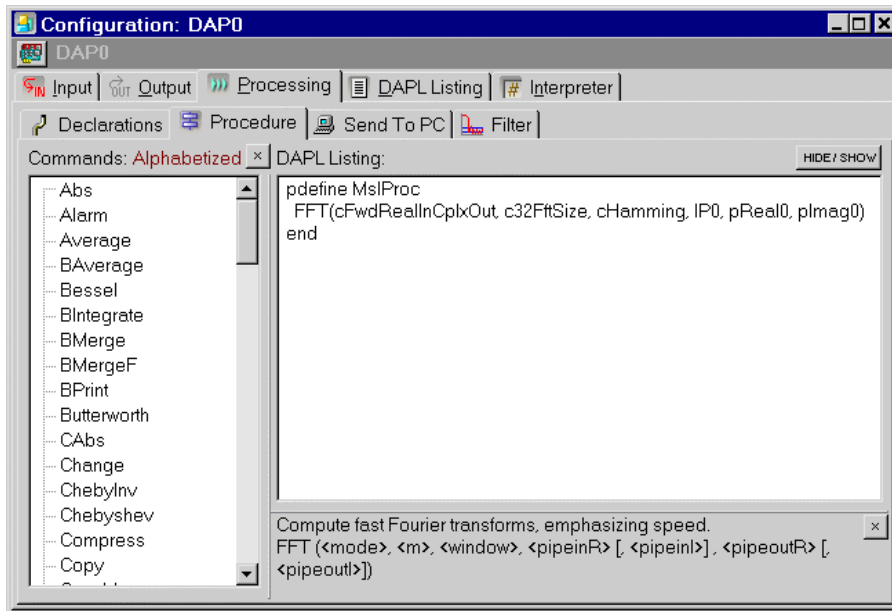 Configuration: DAP0
DAP0
IN Input OUT Output Processing DAPL Listing # Interpreter
Declarations Procedure Send To PC Filter
Commands: Alphabetized × DAPL Listing: HIDE / SHOW
Abs
Alarm
Average
BAverage
Bessel
BIntegrate
BMerge
BMergeF
BPrint
Butterworth
CAbs
Change
ChebyInv
Chebyshev
Compress
Copy
pdefine MslProc
FFT(cFwdRealInCplxOut, c32FftSize, cHamming, IP0, pReal0, pImag0)
end
Compute fast Fourier transforms, emphasizing speed. ×
FFT (<mode>, <m>, <window>, <pipeinR> [, <pipeinI>] , <pipeoutR> [,
<pipeoutI>])